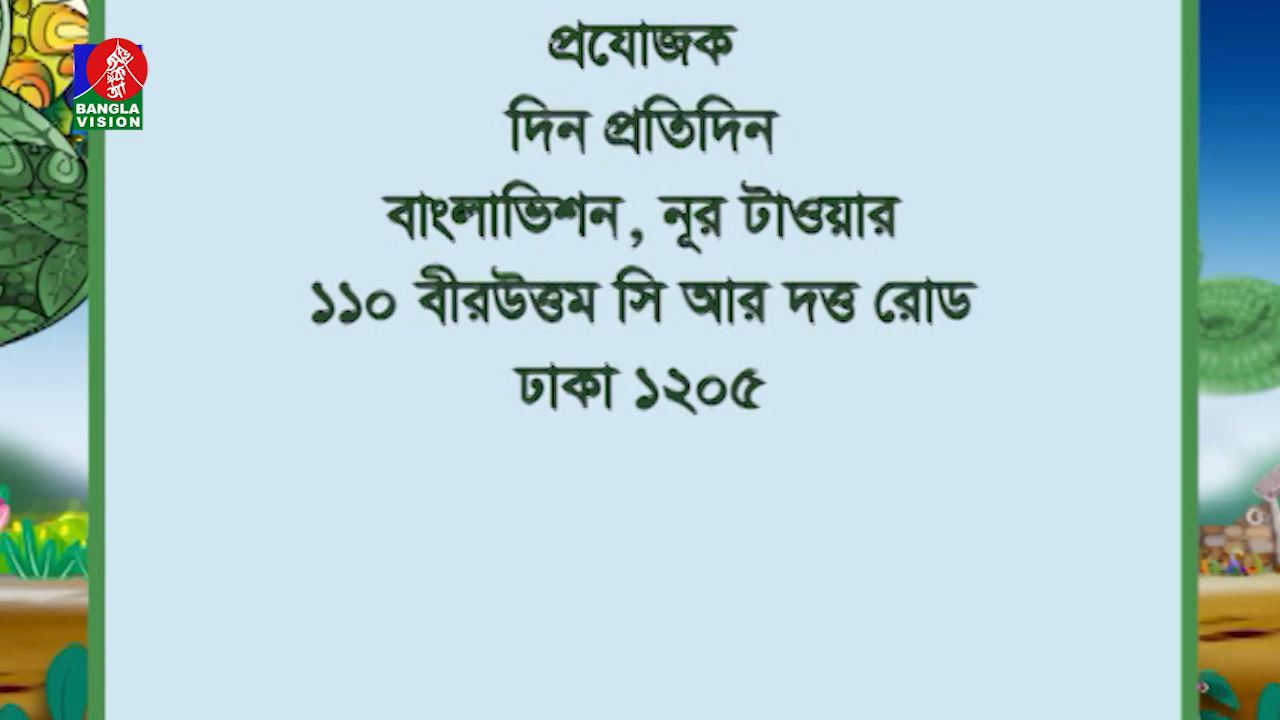 প্রযোজক
দিন প্রতিদিন
বাংলাভিশন, নূর টাওয়ার
১১০ বীরউত্তম সি আর দত্ত রোড
ঢাকা ১২০৫
BANGLA
VISION